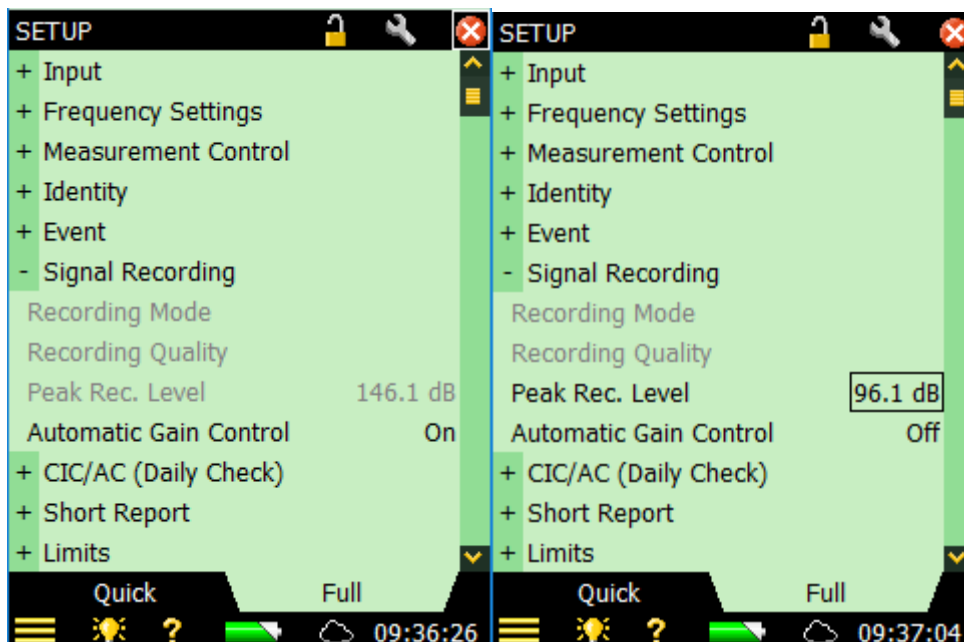 SETUP
+ Input
+ Frequency Settings
+ Measurement Control
+ Identity
+ Event
- Signal Recording
Recording Mode
Recording Quality
Peak Rec. Level 146.1 dB
Automatic Gain Control On
+ CIC/AC (Daily Check)
+ Short Report
+ Limits
Quick Full
? 09:36:26
SETUP
+ Input
+ Frequency Settings
+ Measurement Control
+ Identity
+ Event
- Signal Recording
Recording Mode
Recording Quality
Peak Rec. Level 96.1 dB
Automatic Gain Control Off
+ CIC/AC (Daily Check)
+ Short Report
+ Limits
Quick Full
? 09:37:04